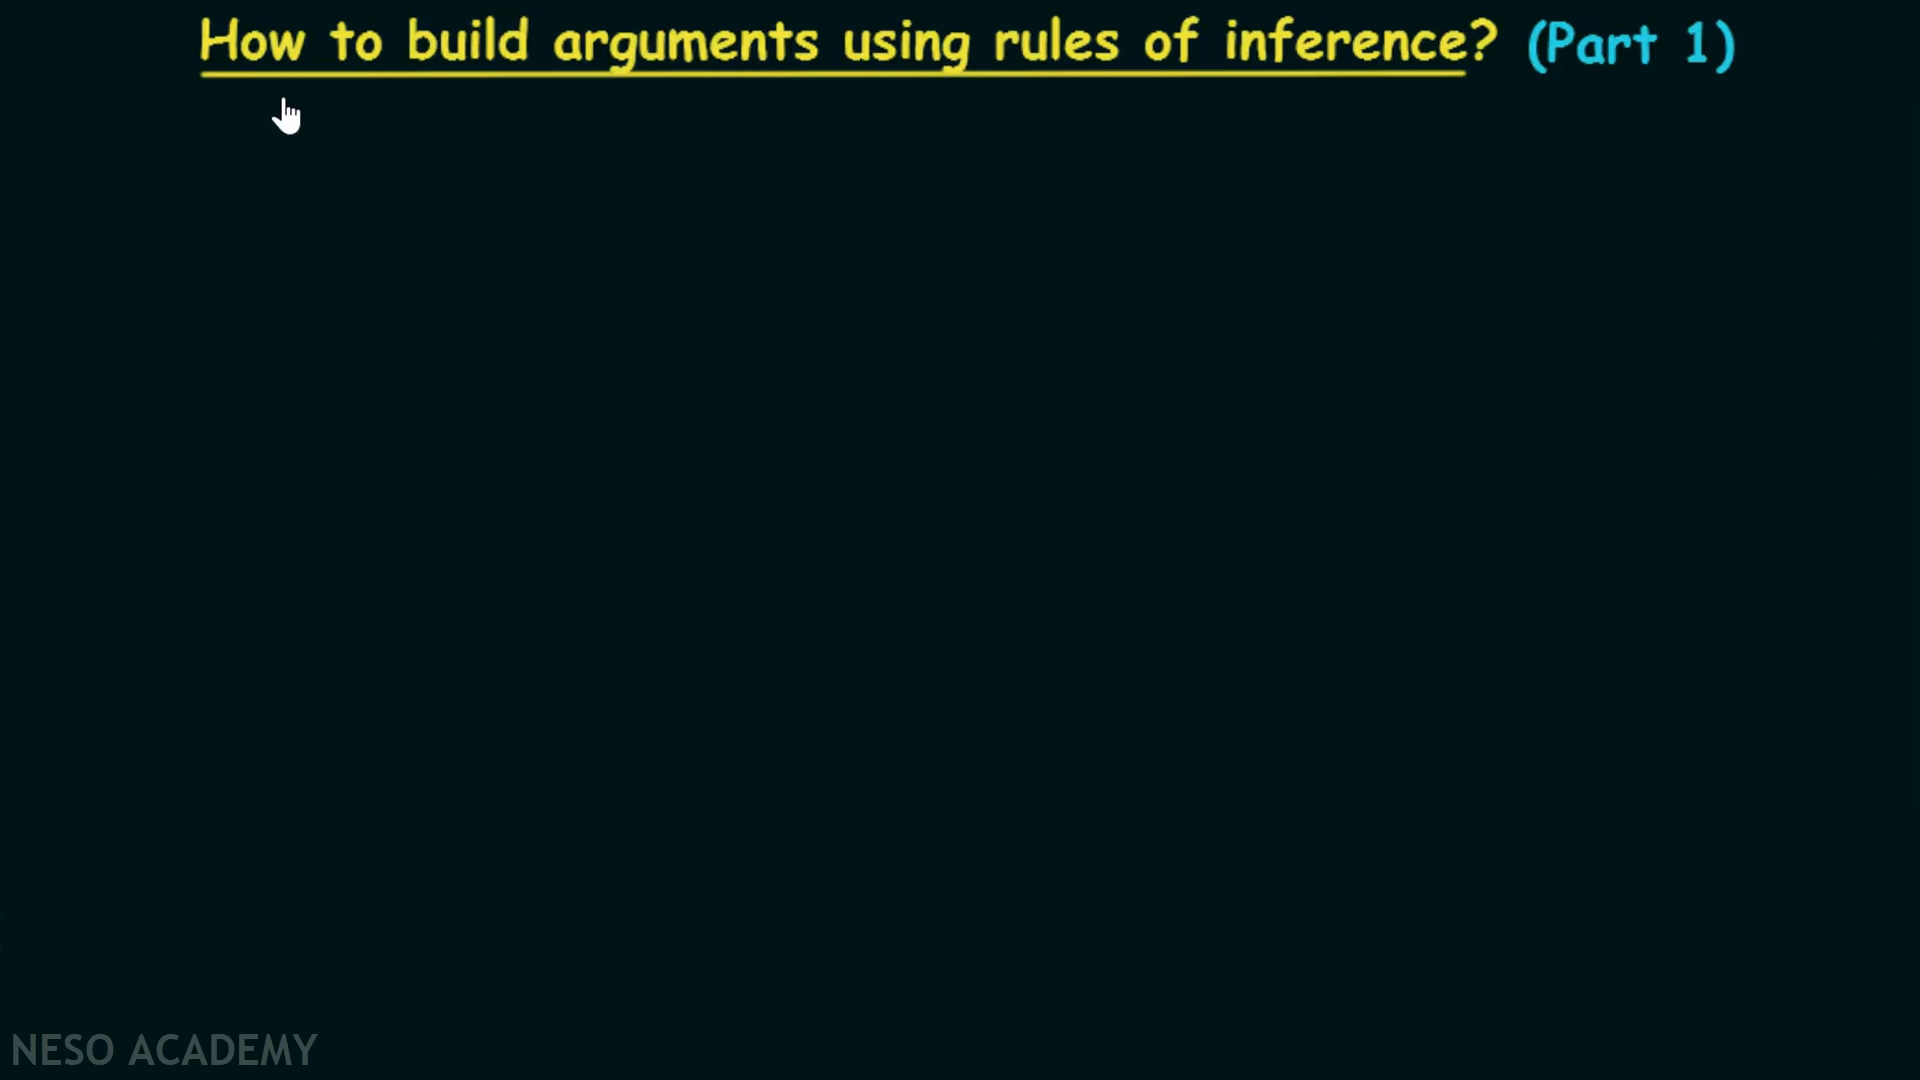 How to build arguments using rules of inference? (Part 1)
NESO ACADEMY